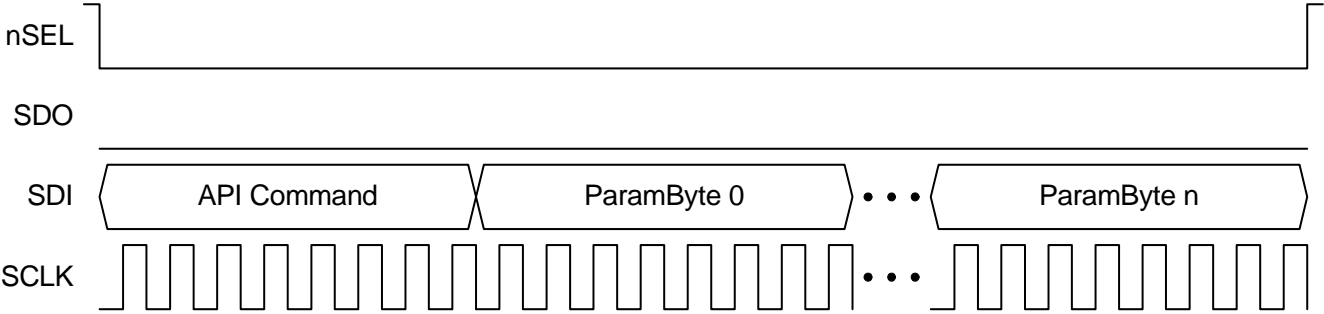 nSEL
SDO
SDI API Command ParamByte 0 ParamByte n
SCLK